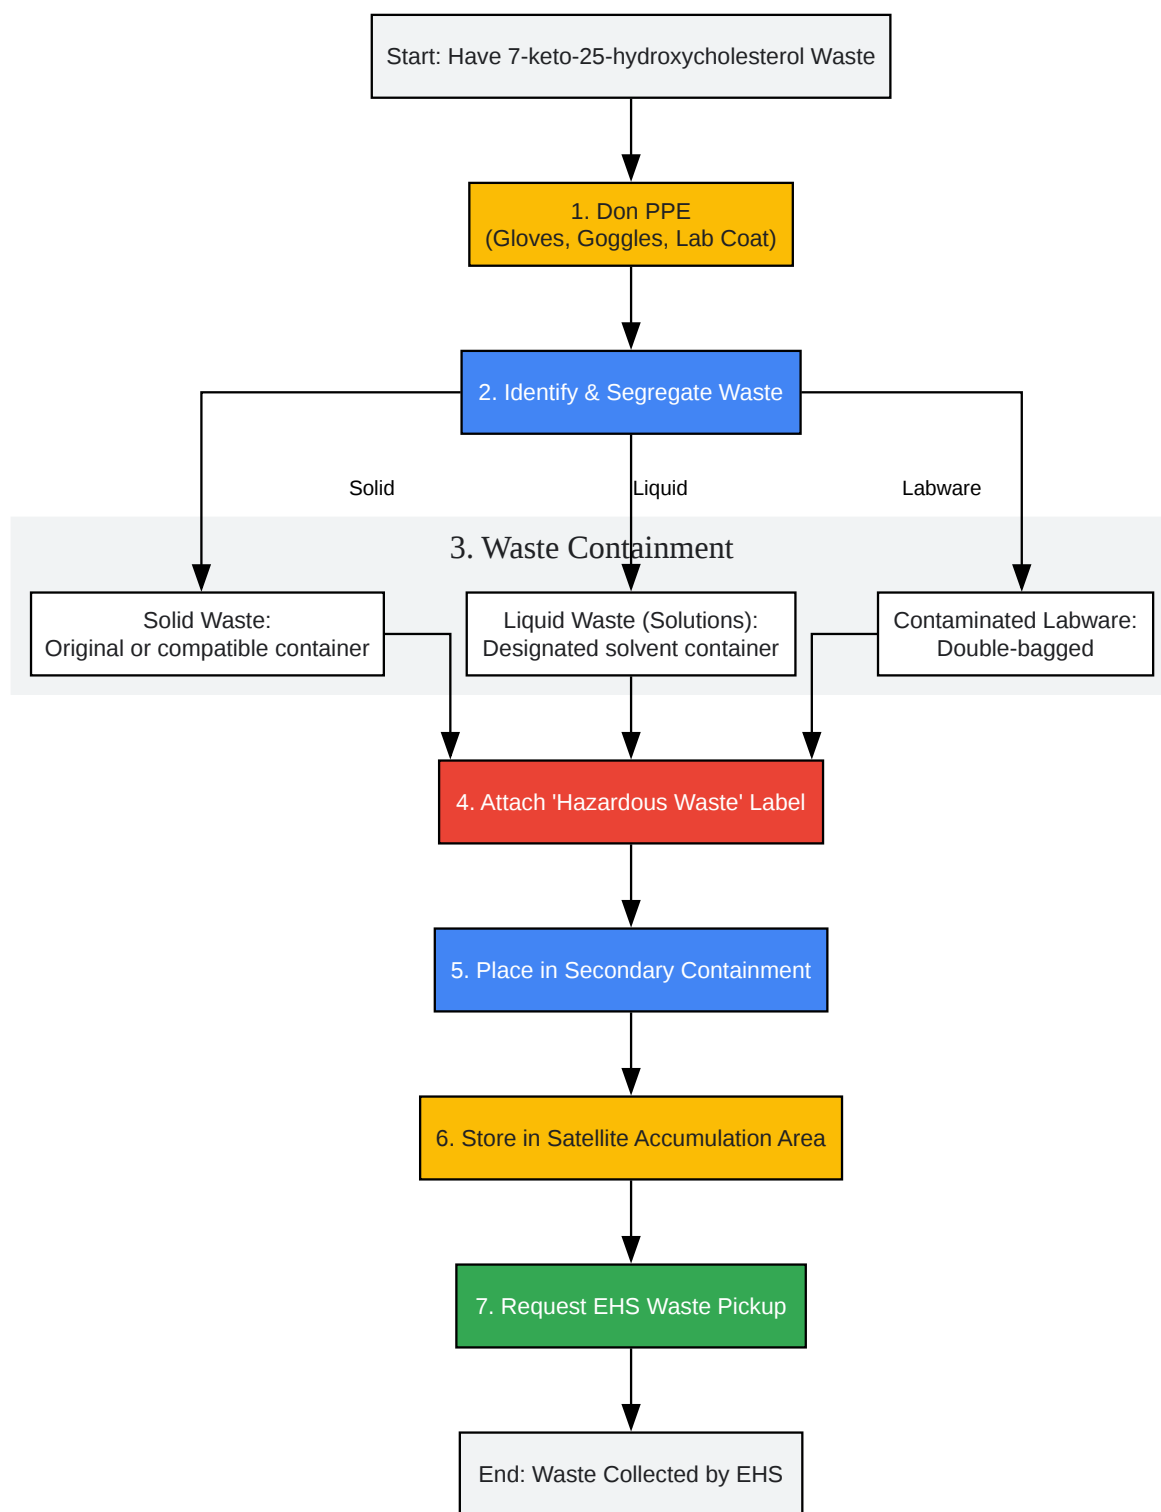 Start: Have 7-keto-25-hydroxycholesterol Waste
1. Don PPE
(Gloves, Goggles, Lab Coat)
2. Identify & Segregate Waste
Solid
Liquid
Labware
3. Waste Containment
Solid Waste:
Original or compatible container
Liquid Waste (Solutions):
Designated solvent container
Contaminated Labware:
Double-bagged
4. Attach 'Hazardous Waste' Label
5. Place in Secondary Containment
6. Store in Satellite Accumulation Area
7. Request EHS Waste Pickup
End: Waste Collected by EHS